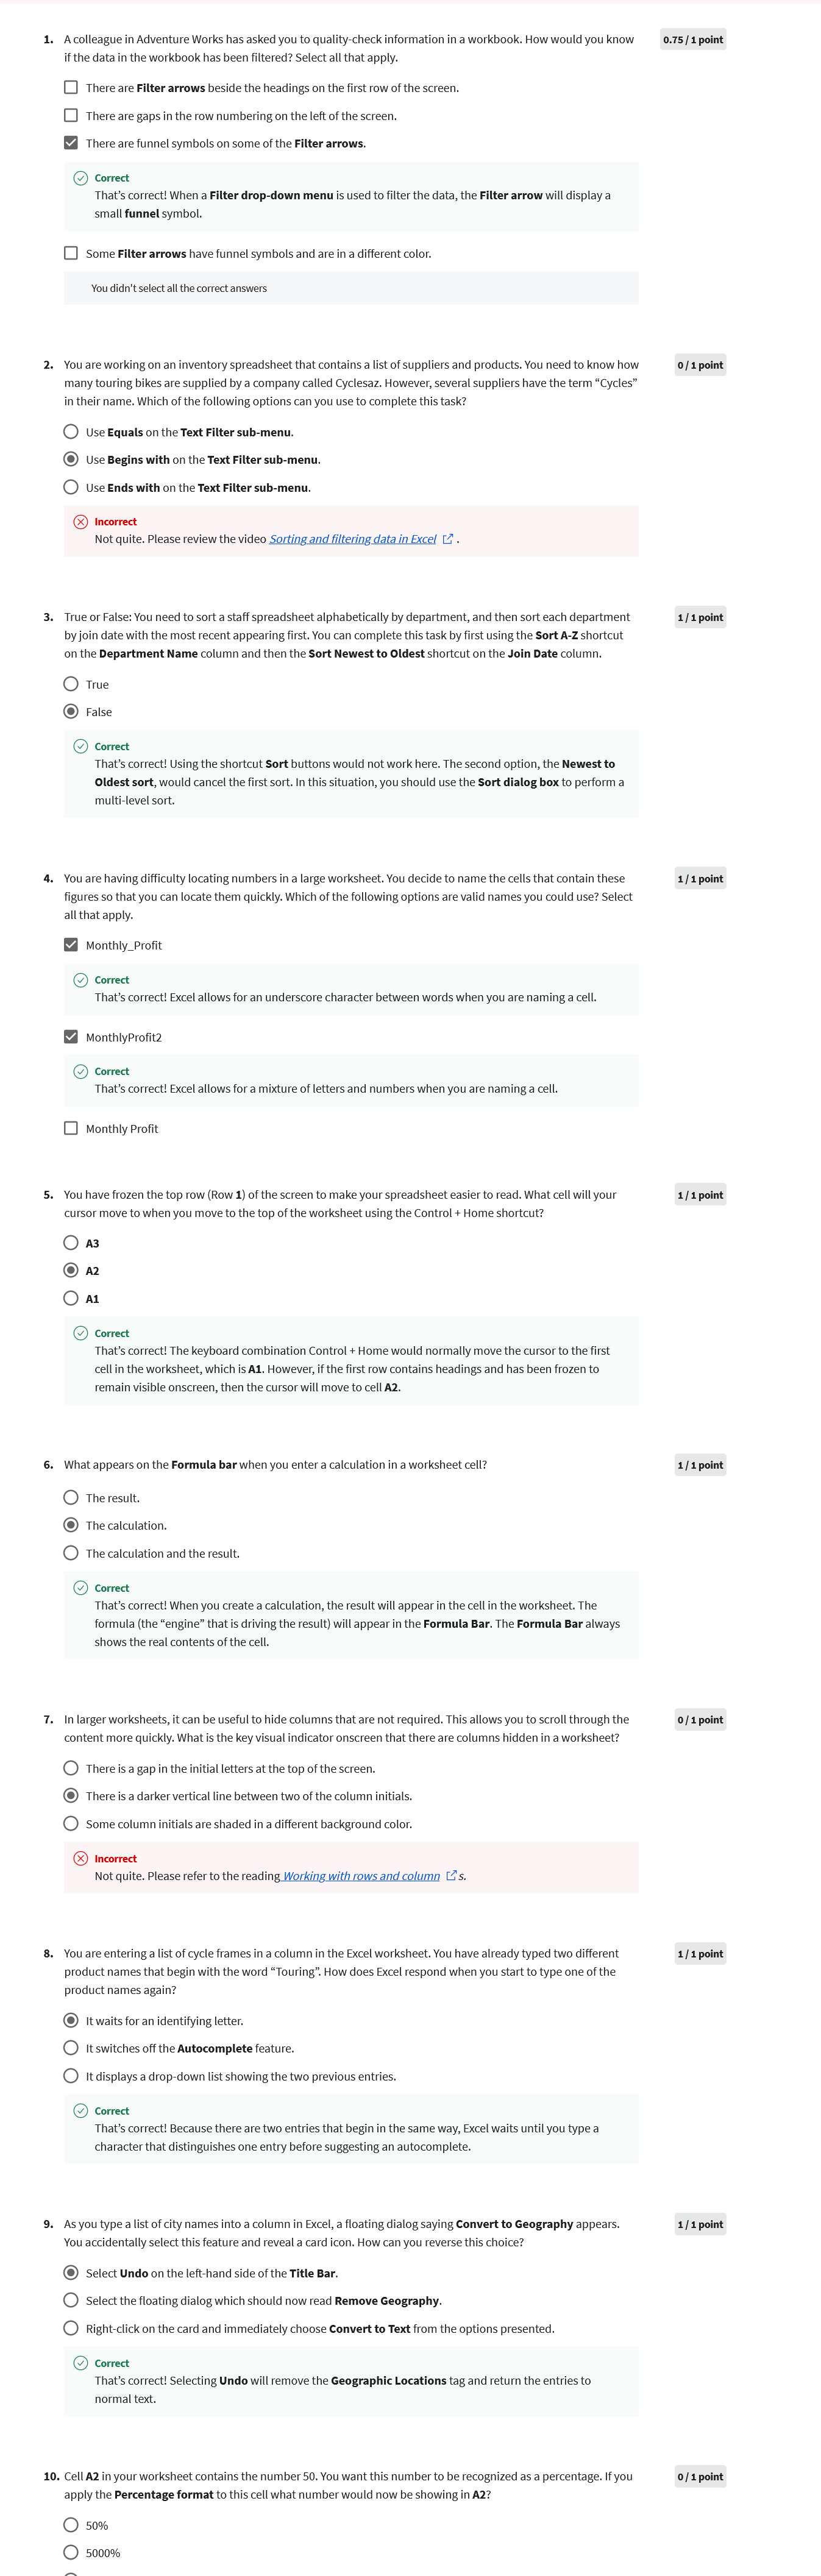 1. A colleague in Adventure Works has asked you to quality-check information in a workbook. How would you know
0.75 / 1 point
if the data in the workbook has been filtered? Select all that apply.
There are Filter arrows beside the headings on the first row of the screen.
There are gaps in the row numbering on the left of the screen.
There are funnel symbols on some of the Filter arrows.
Correct
That's correct! When a Filter drop-down menu is used to filter the data, the Filter arrow will display a
small funnel symbol.
Some Filter arrows have funnel symbols and are in a different color.
You didn't select all the correct answers
2. You are working on an inventory spreadsheet that contains a list of suppliers and products. You need to know how
0 / 1 point
many touring bikes are supplied by a company called Cyclesaz. However, several suppliers have the term “Cycles”
in their name. Which of the following options can you use to complete this task?
Use Equals on the Text Filter sub-menu.
Use Begins with on the Text Filter sub-menu.
Use Ends with on the Text Filter sub-menu.
Incorrect
Not quite. Please review the video Sorting and filtering data in Excel .
3. True or False: You need to sort a staff spreadsheet alphabetically by department, and then sort each department
1 / 1 point
by join date with the most recent appearing first. You can complete this task by first using the Sort A-Z shortcut
on the Department Name column and then the Sort Newest to Oldest shortcut on the Join Date column.
True
False
Correct
That's correct! Using the shortcut Sort buttons would not work here. The second option, the Newest to
Oldest sort, would cancel the first sort. In this situation, you should use the Sort dialog box to perform a
multi-level sort.
4. You are having difficulty locating numbers in a large worksheet. You decide to name the cells that contain these
1 / 1 point
figures so that you can locate them quickly. Which of the following options are valid names you could use? Select
all that apply.
Monthly_Profit
Correct
That's correct! Excel allows for an underscore character between words when you are naming a cell.
MonthlyProfit2
Correct
That's correct! Excel allows for a mixture of letters and numbers when you are naming a cell.
Monthly Profit
5. You have frozen the top row (Row 1) of the screen to make your spreadsheet easier to read. What cell will your
1 / 1 point
cursor move to when you move to the top of the worksheet using the Control + Home shortcut?
A3
A2
A1
Correct
That's correct! The keyboard combination Control + Home would normally move the cursor to the first
cell in the worksheet, which is A1. However, if the first row contains headings and has been frozen to
remain visible onscreen, then the cursor will move to cell A2.
6. What appears on the Formula bar when you enter a calculation in a worksheet cell?
1 / 1 point
The result.
The calculation.
The calculation and the result.
Correct
That's correct! When you create a calculation, the result will appear in the cell in the worksheet. The
formula (the “engine” that is driving the result) will appear in the Formula Bar. The Formula Bar always
shows the real contents of the cell.
7. In larger worksheets, it can be useful to hide columns that are not required. This allows you to scroll through the
0 / 1 point
content more quickly. What is the key visual indicator onscreen that there are columns hidden in a worksheet?
There is a gap in the initial letters at the top of the screen.
There is a darker vertical line between two of the column initials.
Some column initials are shaded in a different background color.
Incorrect
Not quite. Please refer to the reading Working with rows and column s.
8. You are entering a list of cycle frames in a column in the Excel worksheet. You have already typed two different
1 / 1 point
product names that begin with the word “Touring”. How does Excel respond when you start to type one of the
product names again?
It waits for an identifying letter.
It switches off the Autocomplete feature.
It displays a drop-down list showing the two previous entries.
Correct
That's correct! Because there are two entries that begin in the same way, Excel waits until you type a
character that distinguishes one entry before suggesting an autocomplete.
9. As you type a list of city names into a column in Excel, a floating dialog saying Convert to Geography appears.
1 / 1 point
You accidentally select this feature and reveal a card icon. How can you reverse this choice?
Select Undo on the left-hand side of the Title Bar.
Select the floating dialog which should now read Remove Geography.
Right-click on the card and immediately choose Convert to Text from the options presented.
Correct
That's correct! Selecting Undo will remove the Geographic Locations tag and return the entries to
normal text.
10. Cell A2 in your worksheet contains the number 50. You want this number to be recognized as a percentage. If you
0 / 1 point
apply the Percentage format to this cell what number would now be showing in A2?
50%
5000%